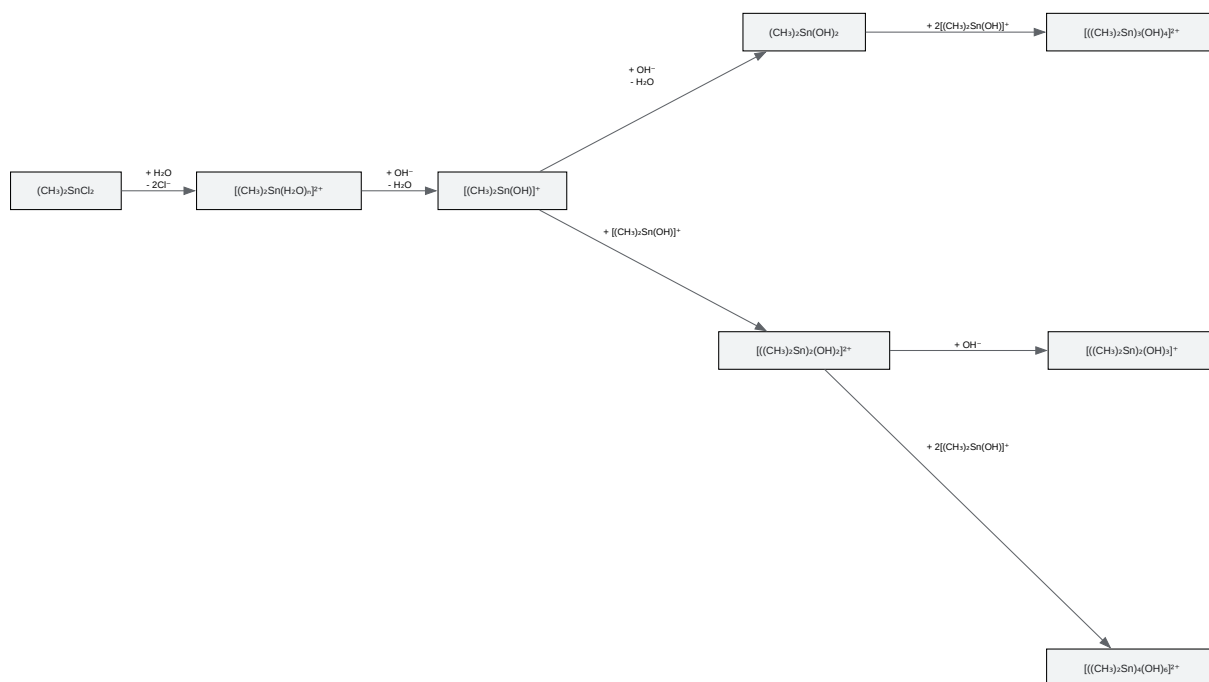 (CH₃)₂Sn(OH)₂
+ 2[(CH₃)₂Sn(OH)]⁺
[((CH₃)₂Sn)₃(OH)₄]²⁺
+ OH⁻
- H₂O
(CH₃)₂SnCl₂
+ H₂O
- 2Cl⁻
[(CH₃)₂Sn(H₂O)ₙ]²⁺
+ OH⁻
- H₂O
[(CH₃)₂Sn(OH)]⁺
+ [(CH₃)₂Sn(OH)]⁺
[((CH₃)₂Sn)₂(OH)₂]²⁺
+ OH⁻
[((CH₃)₂Sn)₂(OH)₃]⁺
+ 2[(CH₃)₂Sn(OH)]⁺
[((CH₃)₂Sn)₄(OH)₆]²⁺